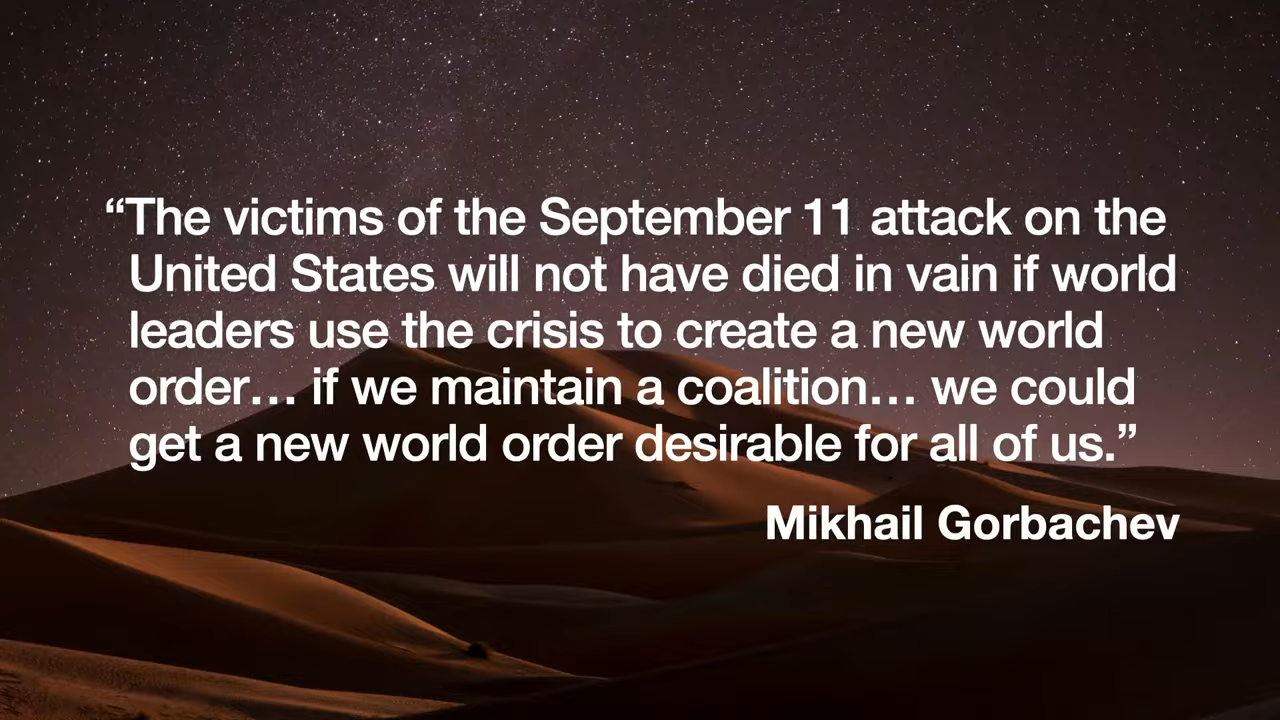 “The victims of the September 11 attack on the
United States will not have died in vain if world
leaders use the crisis to create a new world
order… if we maintain a coalition… we could
get a new world order desirable for all of us.”
Mikhail Gorbachev